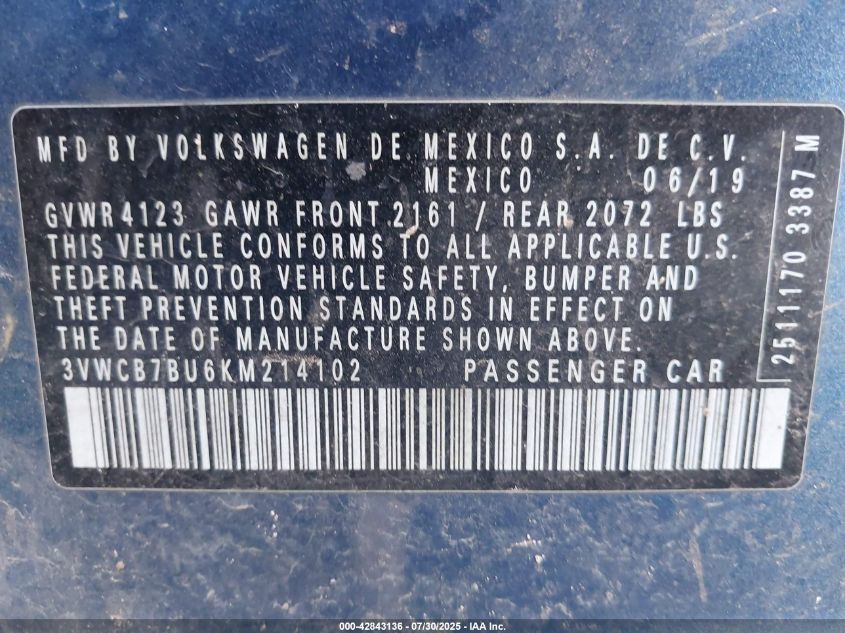 MFD BY VOLKSWAGEN DE MEXICO S.A. DE C.V.
MEXICO 06/19
GVWR 4123 GAWR FRONT 2161 / REAR 2072 LBS
THIS VEHICLE CONFORMS TO ALL APPLICABLE U.S.
FEDERAL MOTOR VEHICLE SAFETY, BUMPER AND
THEFT PREVENTION STANDARDS IN EFFECT ON
THE DATE OF MANUFACTURE SHOWN ABOVE.
3VWCB7BU6KM214102 PASSENGER CAR
2511170 3387 M
000-42843136 - 07/30/2025 - IAA Inc.